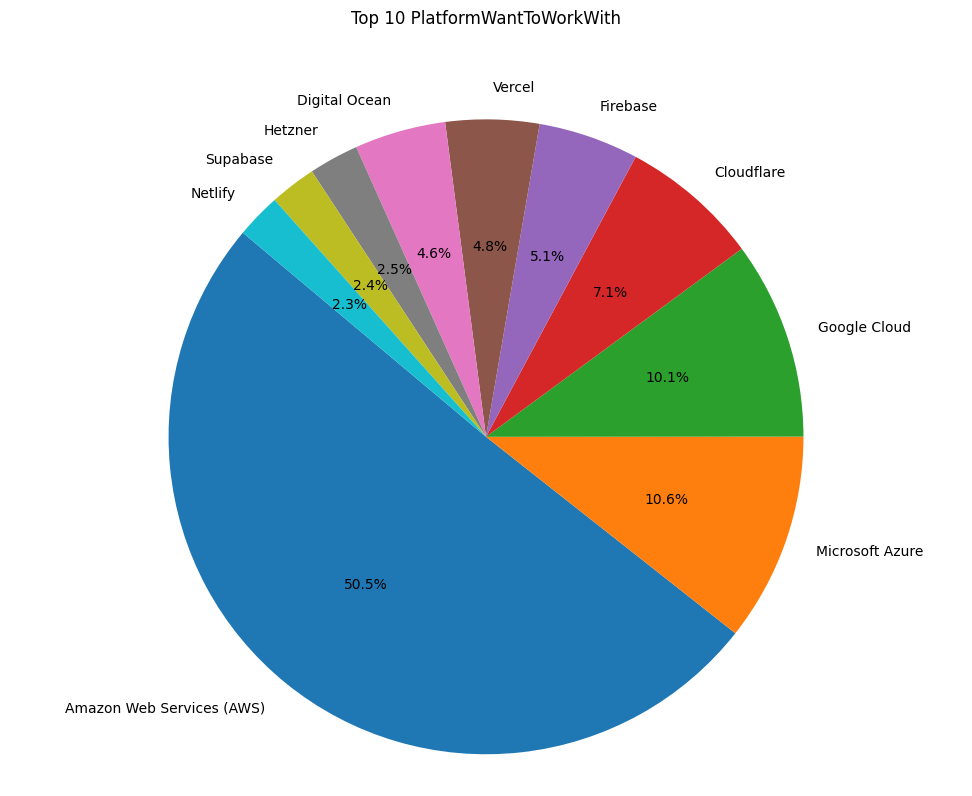 Top 10 PlatformWantToWorkWith
Vercel
Digital Ocean
Firebase
Hetzner
Supabase
Cloudflare
Netlify
4.8%
4.6%
5.1%
2.5%
2.4%
7.1%
2.3%
Google Cloud
10.1%
10.6%
Microsoft Azure
50.5%
Amazon Web Services (AWS)